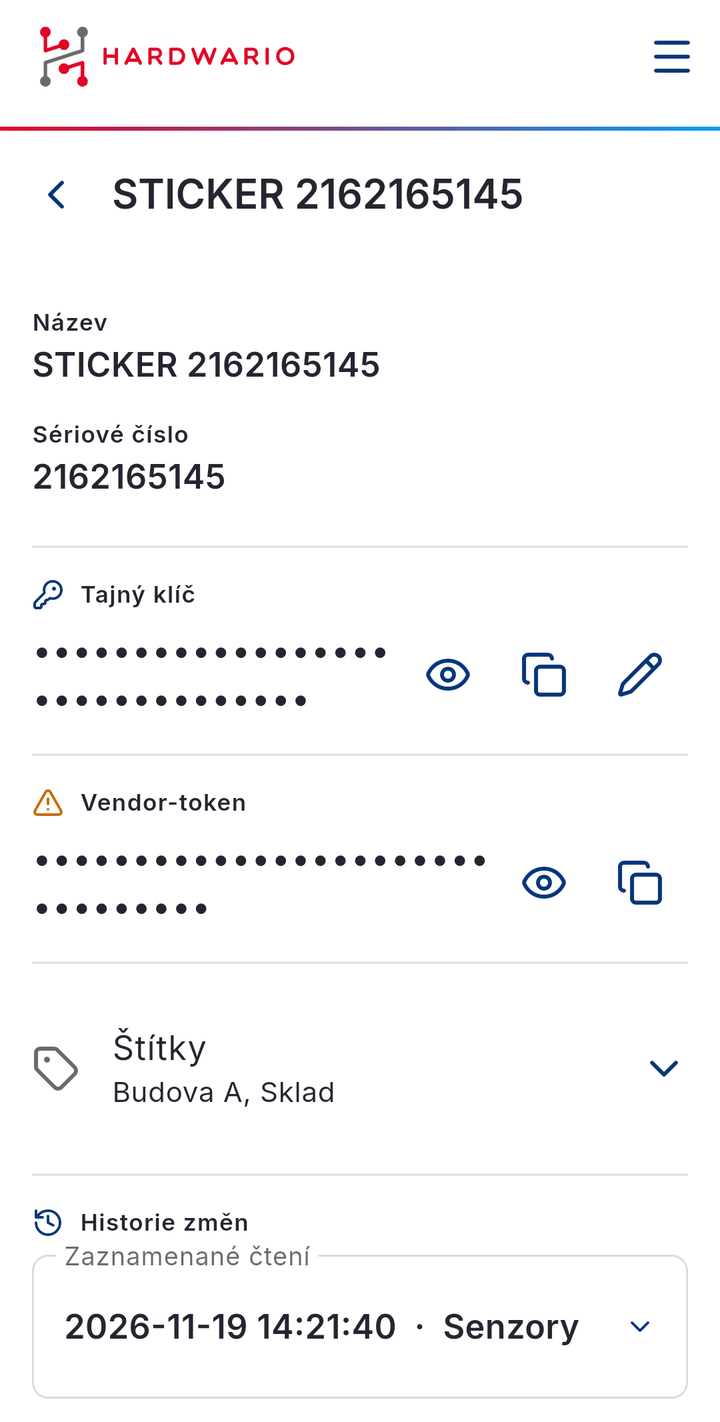 HARDWARIO
STICKER 2162165145
Název
STICKER 2162165145
Sériové číslo
2162165145
Tajný klíč
••••••••••••••••••
••••••••••••••
Vendor-token
•••••••••••••••••••••••
•••••••••
Štítky
Budova A, Sklad
Historie změn
Zaznamenané čtení
2026-11-19 14:21:40 · Senzory